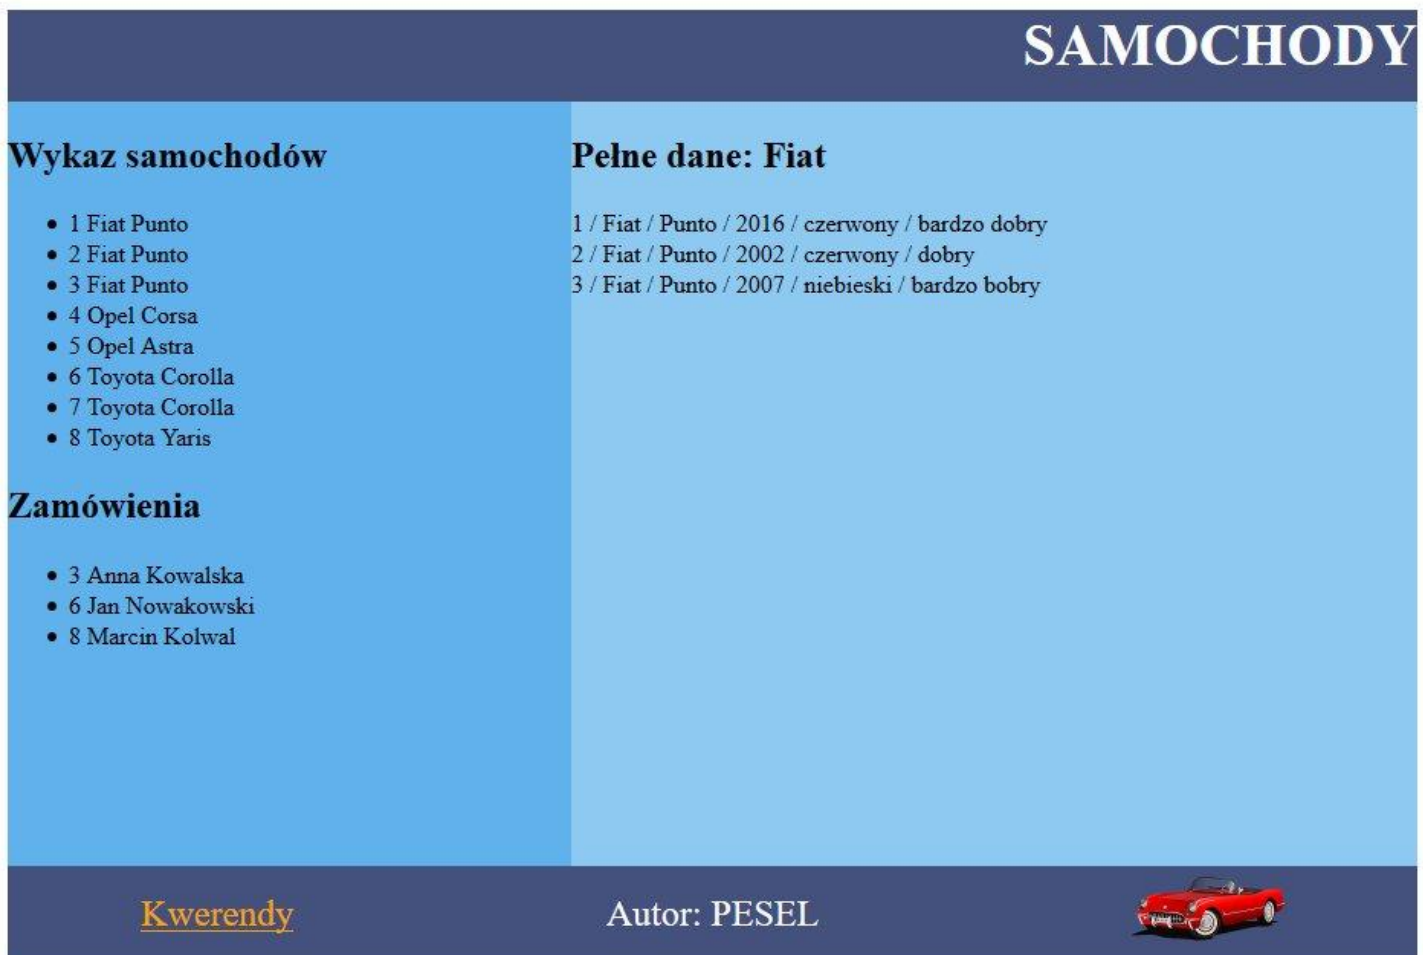 SAMOCHODY
Wykaz samochodów
1 Fiat Punto
2 Fiat Punto
3 Fiat Punto
4 Opel Corsa
5 Opel Astra
6 Toyota Corolla
7 Toyota Corolla
8 Toyota Yaris
Zamówienia
3 Anna Kowalska
6 Jan Nowakowski
8 Marcin Kolwal
Pełne dane: Fiat
1 / Fiat / Punto / 2016 / czerwony / bardzo dobry
2 / Fiat / Punto / 2002 / czerwony / dobry
3 / Fiat / Punto / 2007 / niebieski / bardzo bobry
Kwerendy
Autor: PESEL